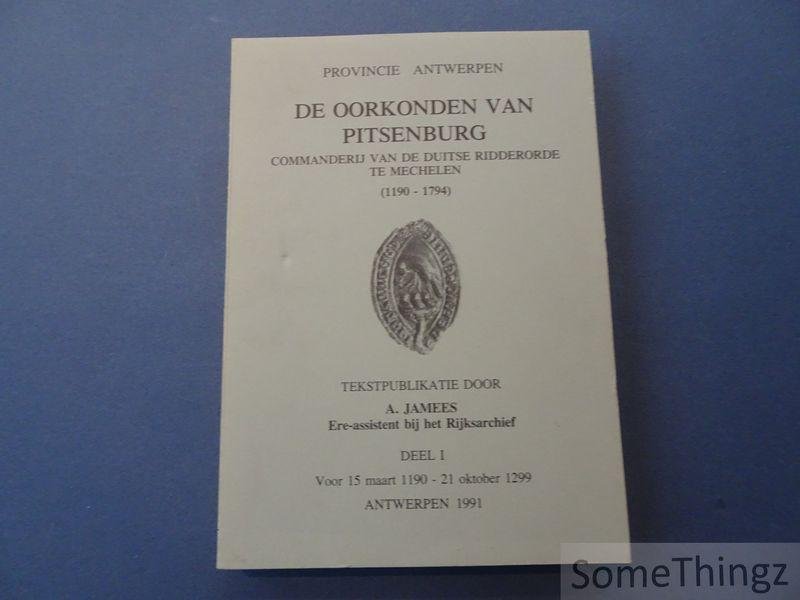 PROVINCIE ANTWERPEN
DE OORKONDEN VAN
PITSENBURG
COMMANDERIJ VAN DE DUITSE RIDDERORDE
TE MECHELEN
(1190 - 1794)
TEKSTPUBLIKATIE DOOR
A. JAMEES
Ere-assistent bij het Rijksarchief
DEEL I
Voor 15 maart 1190 - 21 oktober 1299
ANTWERPEN 1991
SomeThingz